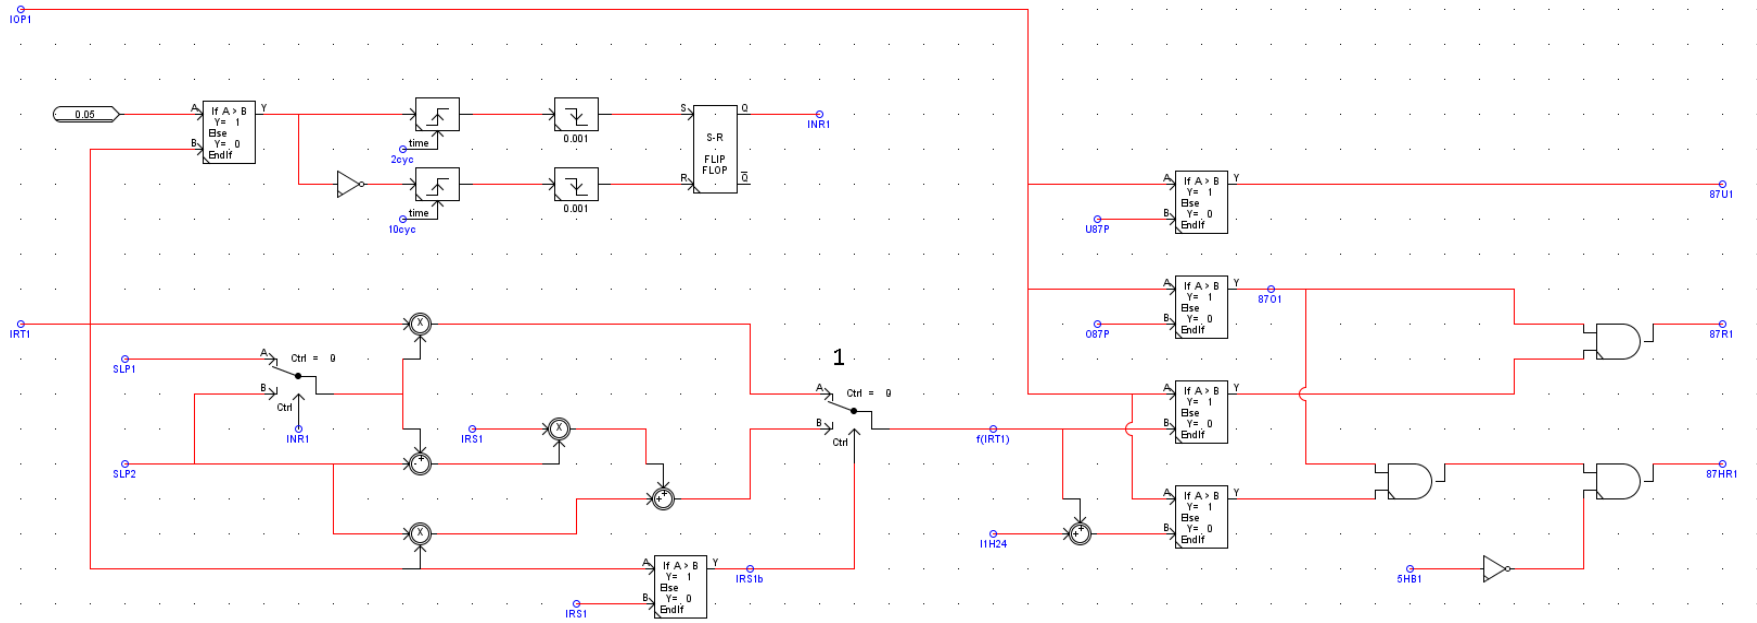 IOP1
0.05
A
B
If A > B
Y= 1
Else
Y= 0
EndIf
Y
time
2cyc
0.001
time
10cyc
0.001
S
R
S-R
FLIP
FLOP
Q
Q
INR1
A
B
If A > B
Y= 1
Else
Y= 0
EndIf
Y
U87P
87U1
A
B
If A > B
Y= 1
Else
Y= 0
EndIf
Y
O87P
87O1
87R1
IRT1
X
SLP1
A
B
Ctrl = 0
Ctrl
INR1
SLP2
IRS1
X
- +
+ +
X
1
A
B
Ctrl = 0
Ctrl
f(IRT1)
A
B
If A > B
Y= 1
Else
Y= 0
EndIf
Y
A
B
If A > B
Y= 1
Else
Y= 0
EndIf
Y
I1H24
+
87HR1
5HB1
A
B
If A > B
Y= 1
Else
Y= 0
EndIf
Y
IRS1b
IRS1